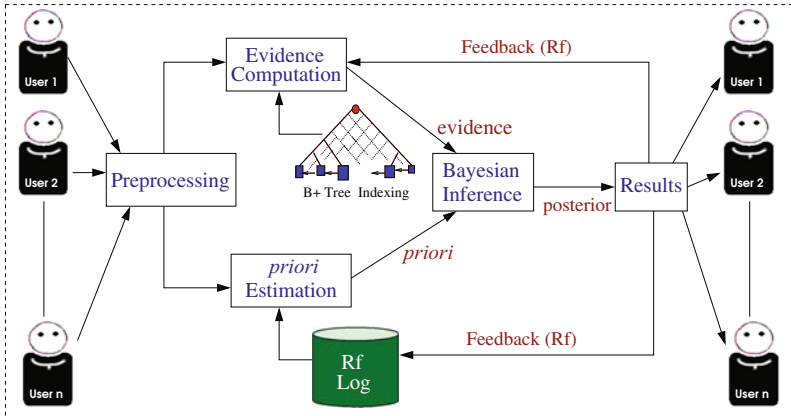 User 1
User 2
User n
Preprocessing
Evidence
Computation
B+ Tree Indexing
priori
Estimation
Rf
Log
evidence
priori
Bayesian
Inference
posterior
Feedback (Rf)
Results
Feedback (Rf)
User 1
User 2
User n